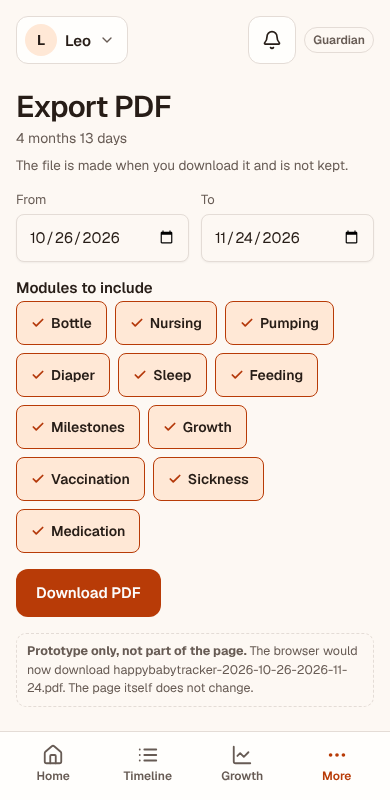 L Leo Guardian
Export PDF
4 months 13 days
The file is made when you download it and is not kept.
From To
10/26/2026 11/24/2026
Modules to include
Bottle Nursing Pumping
Diaper Sleep Feeding
Milestones Growth
Vaccination Sickness
Medication
Download PDF
Prototype only, not part of the page. The browser would
now download happybabytracker-2026-10-26-2026-11-
24.pdf. The page itself does not change.
Home Timeline Growth More